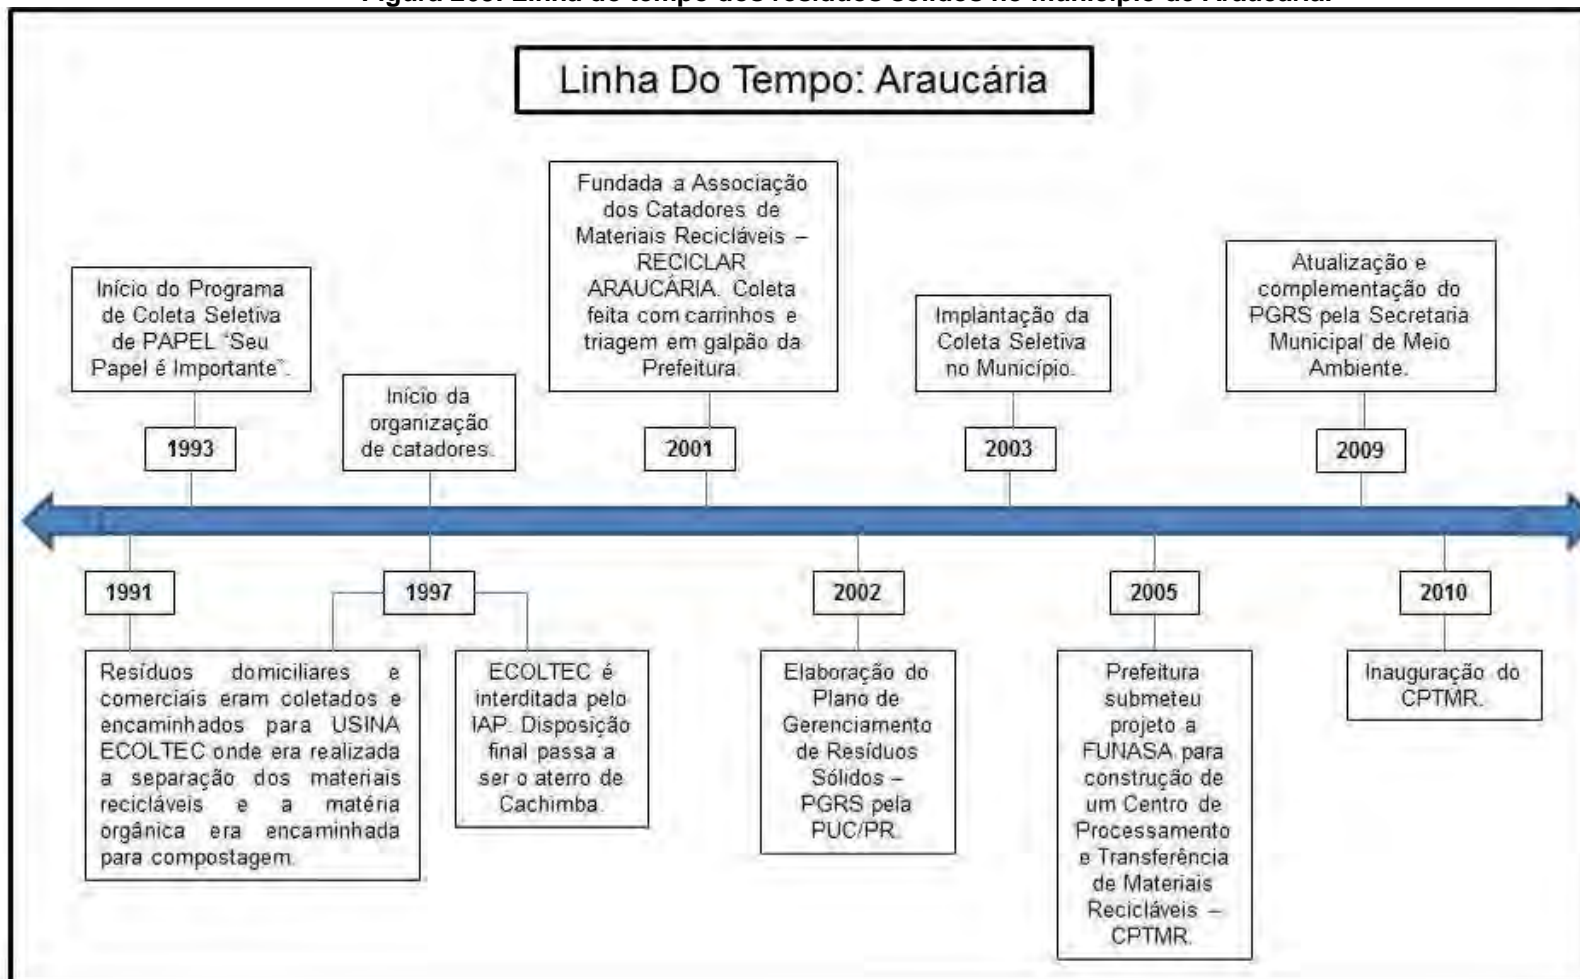 Linha Do Tempo: Araucária
Início do Programa
de Coleta Seletiva
de PAPEL “Seu
Papel é Importante”.
1993
Início da
organização
de catadores.
Fundada a Associação
dos Catadores de
Materiais Recicláveis –
RECICLAR
ARAUCÁRIA. Coleta
feita com carrinhos e
triagem em galpão da
Prefeitura.
2001
Implantação da
Coleta Seletiva
no Município.
2003
Atualização e
complementação do
PGRS pela Secretaria
Municipal de Meio
Ambiente.
2009
1991
1997
Resíduos domiciliares e
comerciais eram coletados e
encaminhados para USINA
ECOLTEC onde era realizada
a separação dos materiais
recicláveis e a matéria
orgânica era encaminhada
para compostagem.
ECOLTEC é
interditada pelo
IAP. Disposição
final passa a
ser o aterro de
Cachimba.
2002
Elaboração do
Plano de
Gerenciamento
de Resíduos
Sólidos –
PGRS pela
PUC/PR.
2005
Prefeitura
submeteu
projeto a
FUNASA para
construção de
um Centro de
Processamento
e Transferência
de Materiais
Recicláveis –
CPTMR.
2010
Inauguração do
CPTMR.